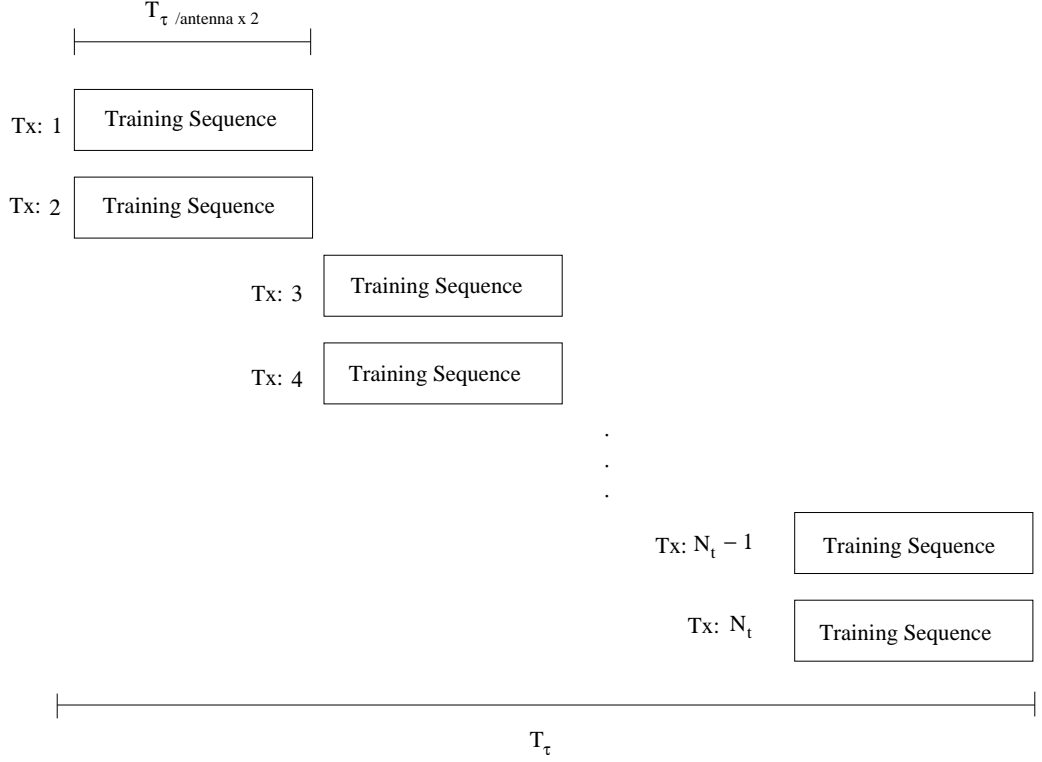 T_τ /antenna x 2
Tx: 1 Training Sequence
Tx: 2 Training Sequence
Tx: 3 Training Sequence
Tx: 4 Training Sequence
.
.
.
Tx: N_t − 1 Training Sequence
Tx: N_t Training Sequence
T_τ